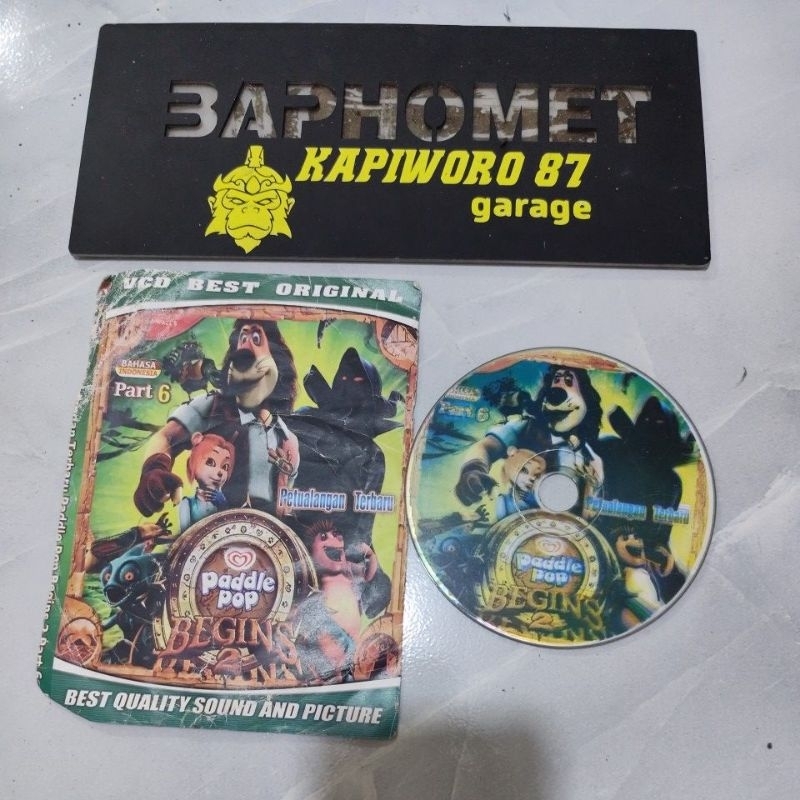 BAPHOMET
KAPIWORO 87
garage
VCD BEST ORIGINAL
BAHASA
INDONESIA
Part 6
Petualangan Terbaru
Paddle
Pop
BEGINS
2
BEST QUALITY SOUND AND PICTURE
Part 6
Petualangan Terbaru
Paddle
Pop
BEGINS
2